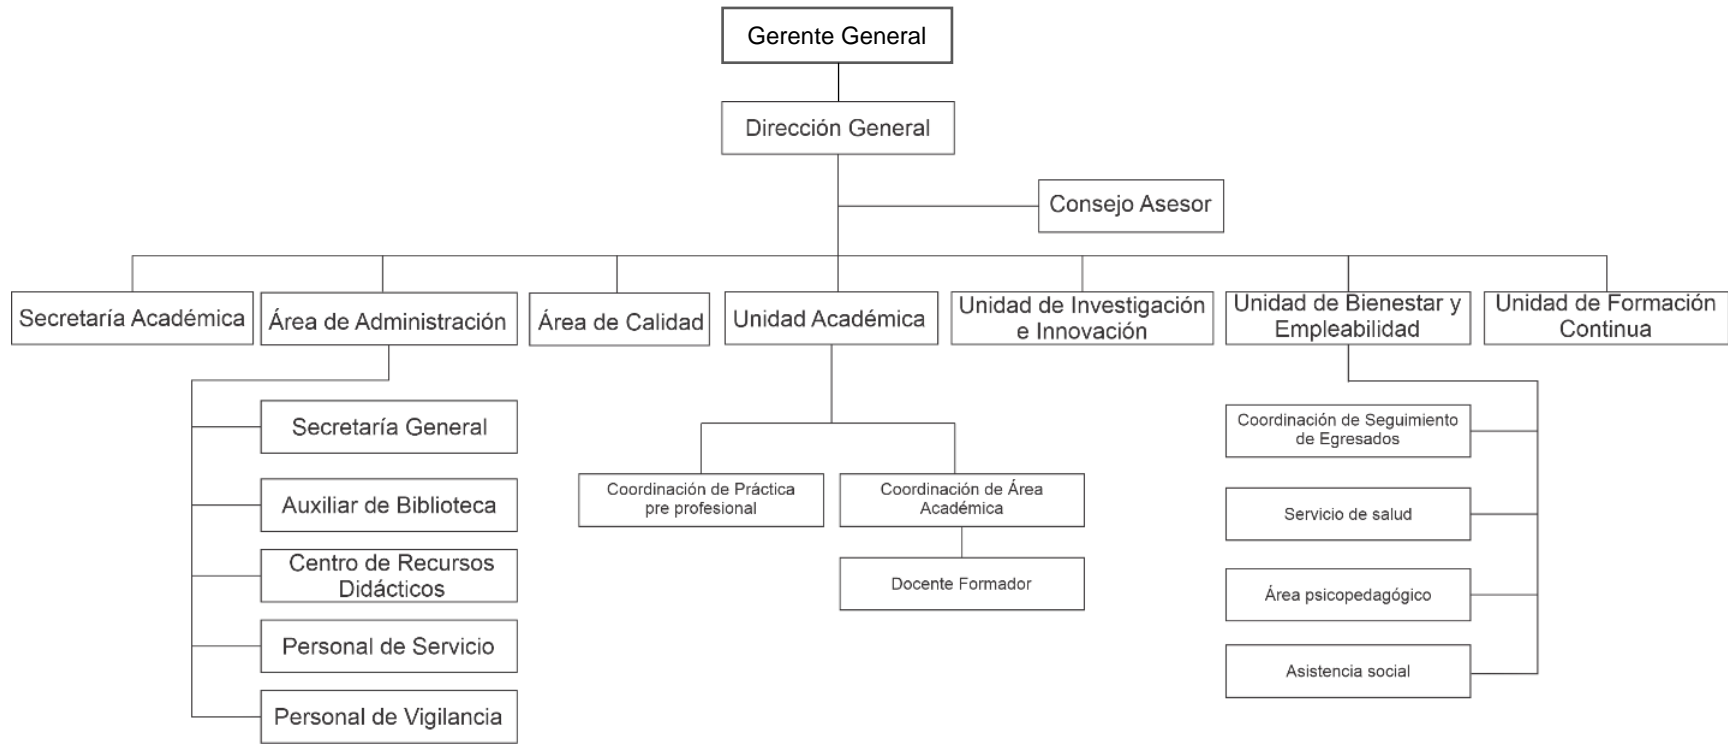 Gerente General
Dirección General
Consejo Asesor
Secretaría Académica
Área de Administración
Área de Calidad
Unidad Académica
Unidad de Investigación
e Innovación
Unidad de Bienestar y
Empleabilidad
Unidad de Formación
Continua
Secretaría General
Auxiliar de Biblioteca
Centro de Recursos
Didácticos
Personal de Servicio
Personal de Vigilancia
Coordinación de Práctica
pre profesional
Coordinación de Área
Académica
Docente Formador
Coordinación de Seguimiento
de Egresados
Servicio de salud
Área psicopedagógico
Asistencia social